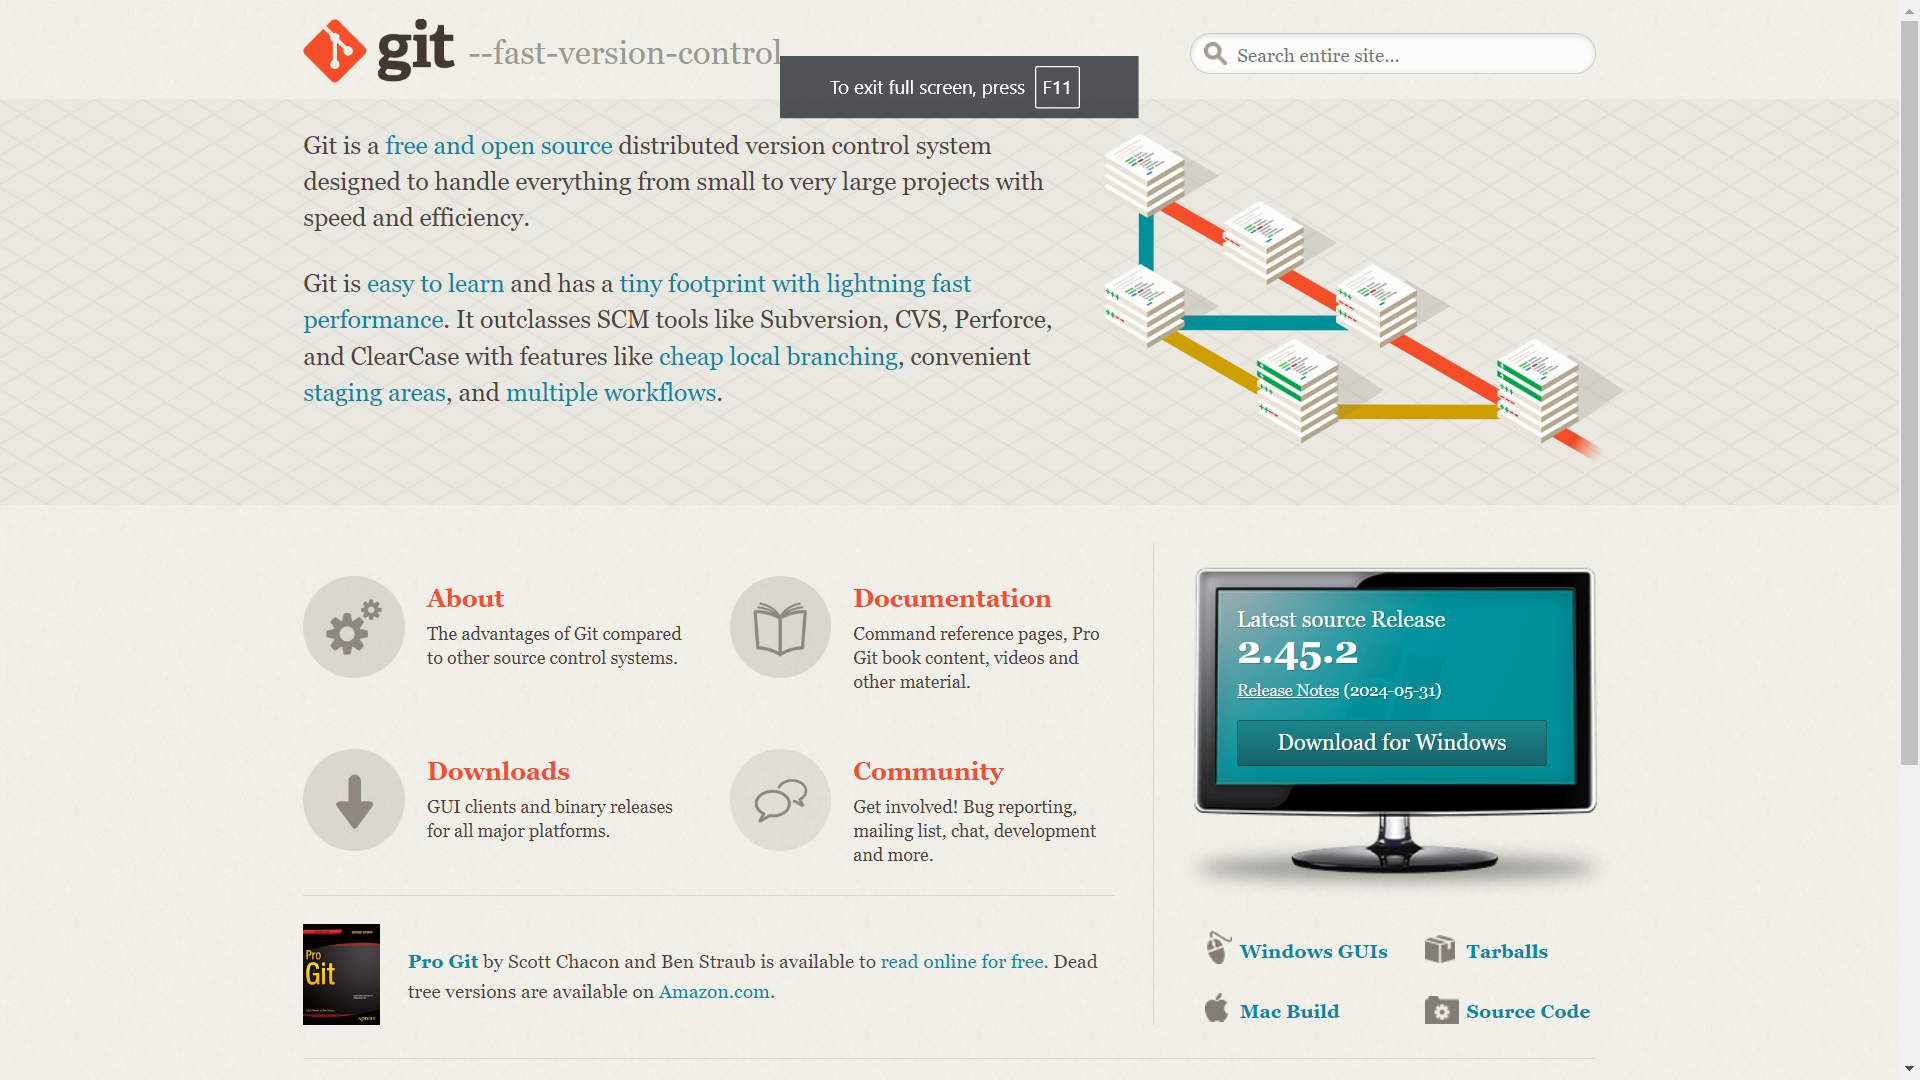 git --fast-version-control
Search entire site...
To exit full screen, press F11
Git is a free and open source distributed version control system
designed to handle everything from small to very large projects with
speed and efficiency.
Git is easy to learn and has a tiny footprint with lightning fast
performance. It outclasses SCM tools like Subversion, CVS, Perforce,
and ClearCase with features like cheap local branching, convenient
staging areas, and multiple workflows.
About
The advantages of Git compared
to other source control systems.
Documentation
Command reference pages, Pro
Git book content, videos and
other material.
Downloads
GUI clients and binary releases
for all major platforms.
Community
Get involved! Bug reporting,
mailing list, chat, development
and more.
Latest source Release
2.45.2
Release Notes (2024-05-31)
Download for Windows
Pro
Git
Pro Git by Scott Chacon and Ben Straub is available to read online for free. Dead
tree versions are available on Amazon.com.
Windows GUIs
Tarballs
Mac Build
Source Code